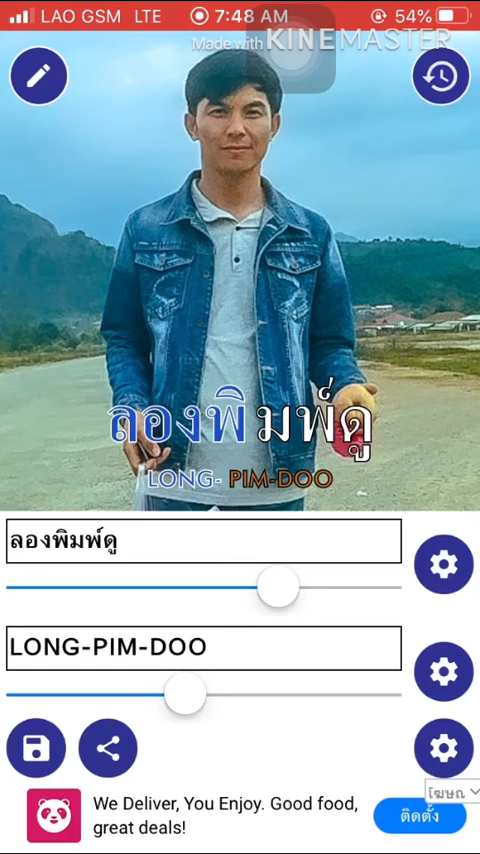 LAO GSM LTE 7:48 AM 54%
Made with KINEMASTER
ลองพิมพ์ดู
LONG- PIM-DOO
ลองพิมพ์ดู
LONG-PIM-DOO
โฆษณา
We Deliver, You Enjoy. Good food,
great deals!
ติดตั้ง